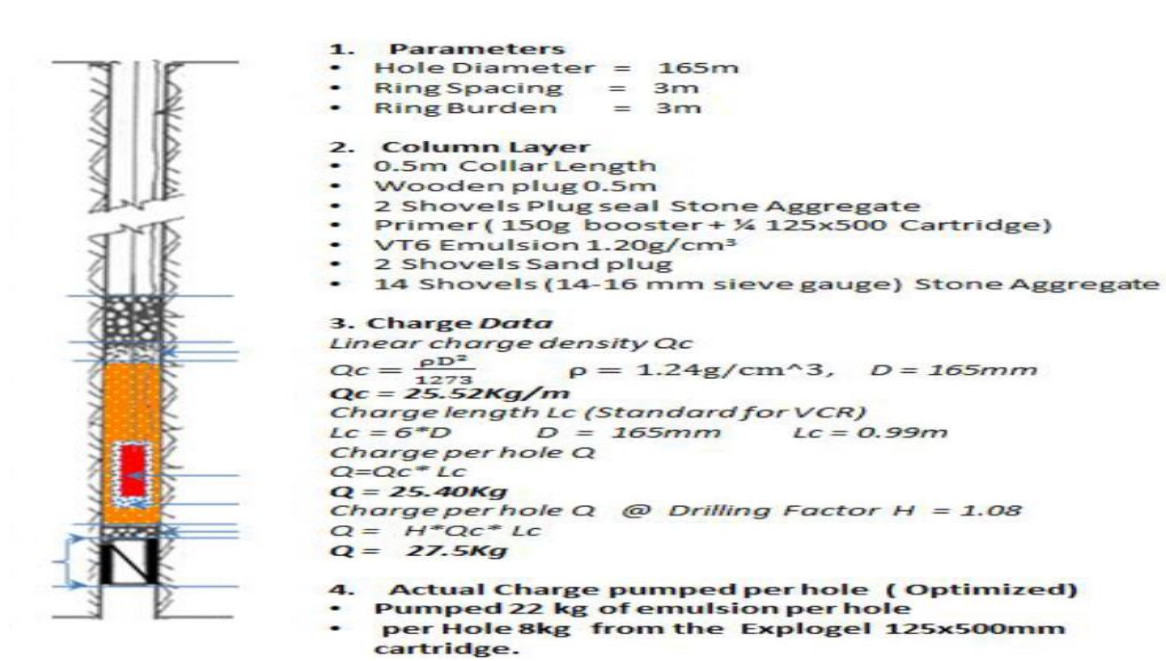 1. Parameters
• Hole Diameter = 165m
• Ring Spacing = 3m
• Ring Burden = 3m
2. Column Layer
• 0.5m Collar Length
• Wooden plug 0.5m
• 2 Shovels Plug seal Stone Aggregate
• Primer ( 150g booster + ¼ 125x500 Cartridge)
• VT6 Emulsion 1.20g/cm³
• 2 Shovels Sand plug
• 14 Shovels (14-16 mm sieve gauge) Stone Aggregate
3. Charge Data
Linear charge density Qc
Qc = ρD²/1273 ρ = 1.24g/cm^3, D = 165mm
Qc = 25.52Kg/m
Charge length Lc (Standard for VCR)
Lc = 6*D D = 165mm Lc = 0.99m
Charge per hole Q
Q=Qc* Lc
Q = 25.40Kg
Charge per hole Q @ Drilling Factor H = 1.08
Q = H*Qc* Lc
Q = 27.5Kg
4. Actual Charge pumped per hole ( Optimized)
• Pumped 22 kg of emulsion per hole
• per Hole 8kg from the Explogel 125x500mm
cartridge.